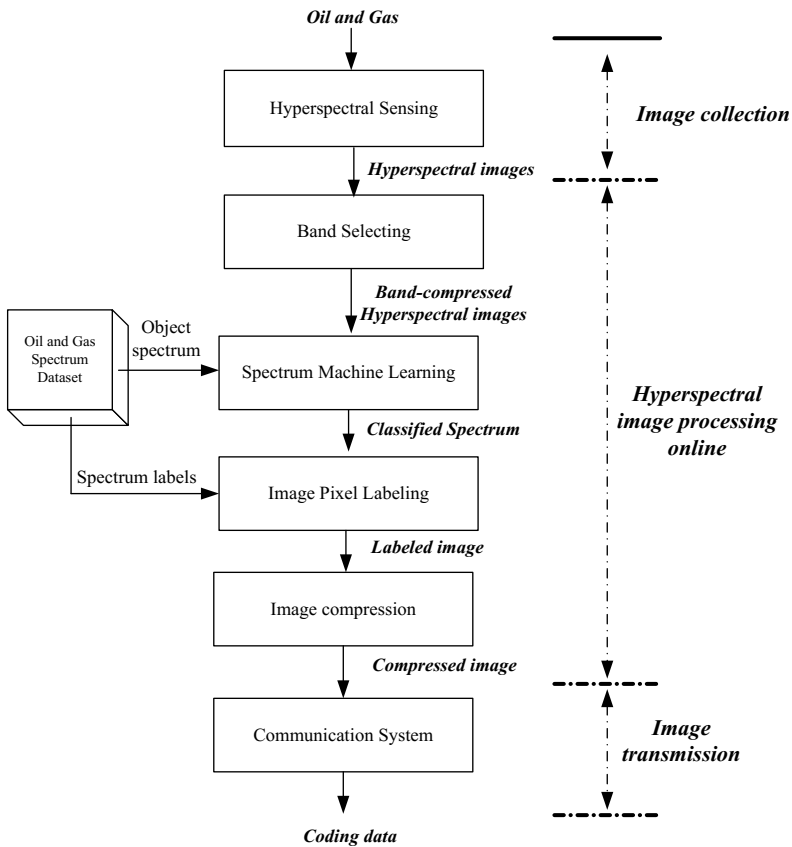 Oil and Gas
Hyperspectral Sensing
Image collection
Hyperspectral images
Band Selecting
Band-compressed
Hyperspectral images
Oil and Gas
Spectrum
Dataset
Object
spectrum
Spectrum Machine Learning
Hyperspectral
image processing
online
Classified Spectrum
Spectrum labels
Image Pixel Labeling
Labeled image
Image compression
Compressed image
Communication System
Image
transmission
Coding data